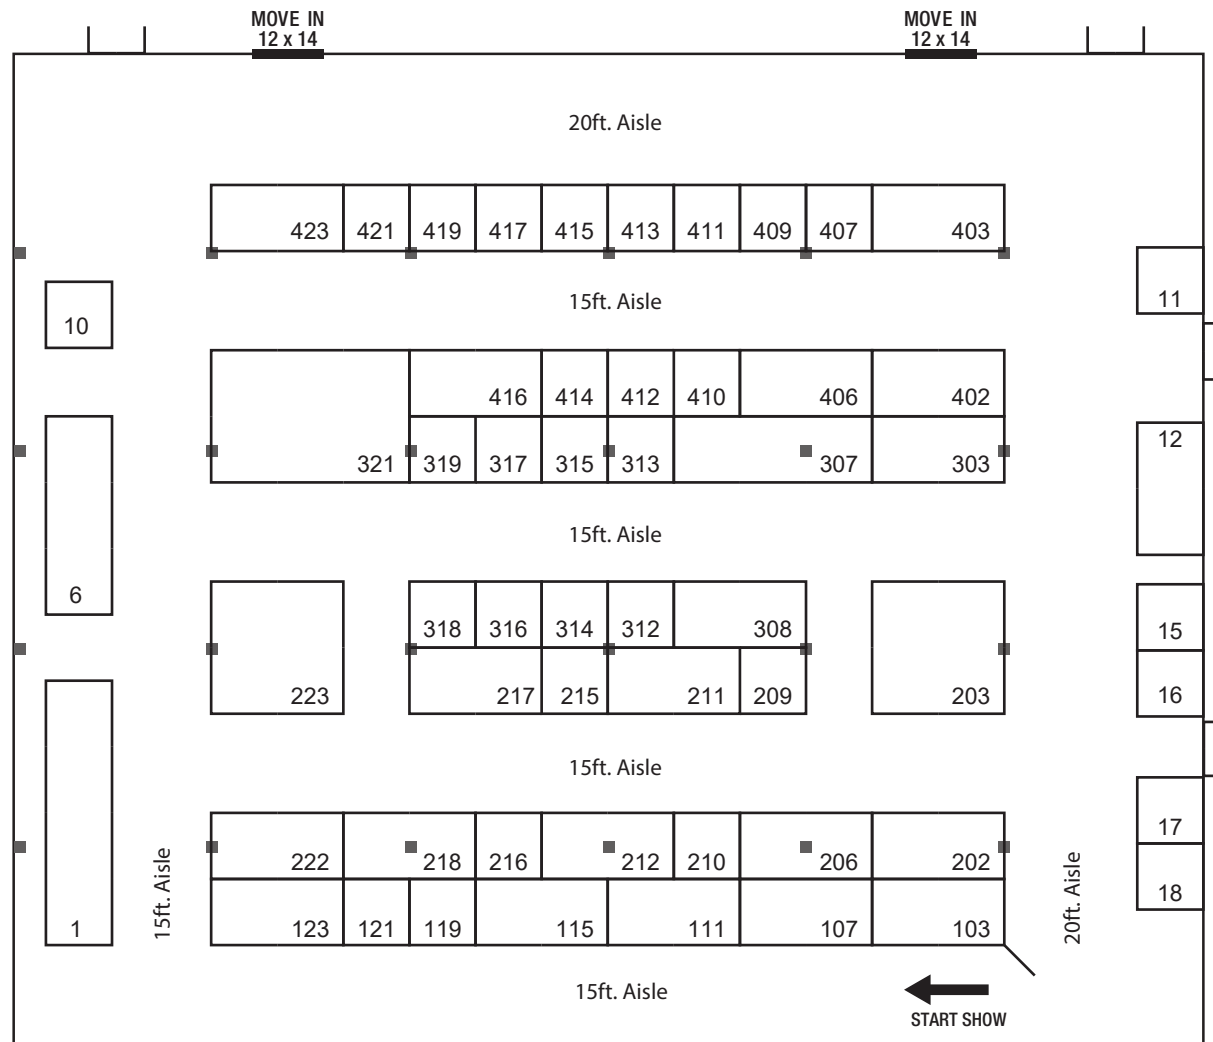 MOVE IN
12 x 14
MOVE IN
12 x 14
20ft. Aisle
423 421 419 417 415 413 411 409 407 403
11
15ft. Aisle
10
416 414 412 410 406 402
12
321 319 317 315 313 307 303
15ft. Aisle
6
318 316 314 312 308
15
223 217 215 211 209 203
16
15ft. Aisle
17
222 218 216 212 210 206 202
15ft. Aisle
20ft. Aisle
18
1
123 121 119 115 111 107 103
15ft. Aisle
START SHOW